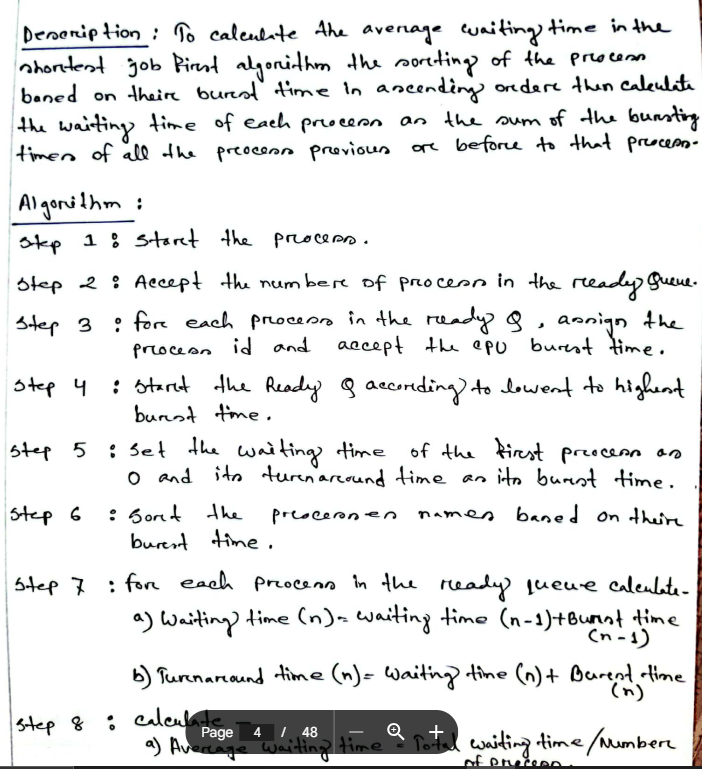 Description : To calculate the average waiting time in the
shortest job first algorithm the sorting of the process
based on their burst time in ascending order then calculate
the waiting time of each process as the sum of the bursting
times of all the process previous or before to that process.
Algorithm :
Step 1 : Start the process.
Step 2 : Accept the number of process in the ready Queue.
Step 3 : for each process in the ready Q, assign the
process id and accept the cpu burst time.
Step 4 : Start the Ready Q according to lowest to highest
burst time.
Step 5 : Set the waiting time of the first process as
0 and its turnaround time as its burst time.
Step 6 : Sort the processes names based on their
burst time.
Step 7 : for each process in the ready queue calculate-
a) Waiting time (n) = waiting time (n-1) + Burst time
(n-1)
b) Turnaround time (n) = Waiting time (n) + Burst time
(n)
Step 8 : calculate –
Page 4 / 48 — +
a) Average waiting time = Total waiting time / Number
of process.